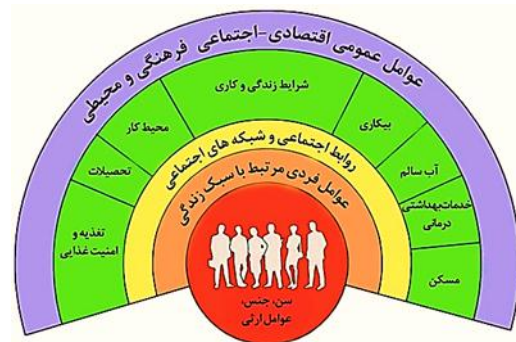 عوامل عمومی اقتصادی-اجتماعی فرهنگی و محیطی
شرایط زندگی و کاری
محیط کار
بیکاری
تحصیلات
آب سالم
تغذیه و
امنیت غذایی
خدمات بهداشتی
درمانی
مسکن
روابط اجتماعی و شبکه های اجتماعی
عوامل فردی مرتبط با سبک زندگی
سن، جنس،
عوامل ارثی